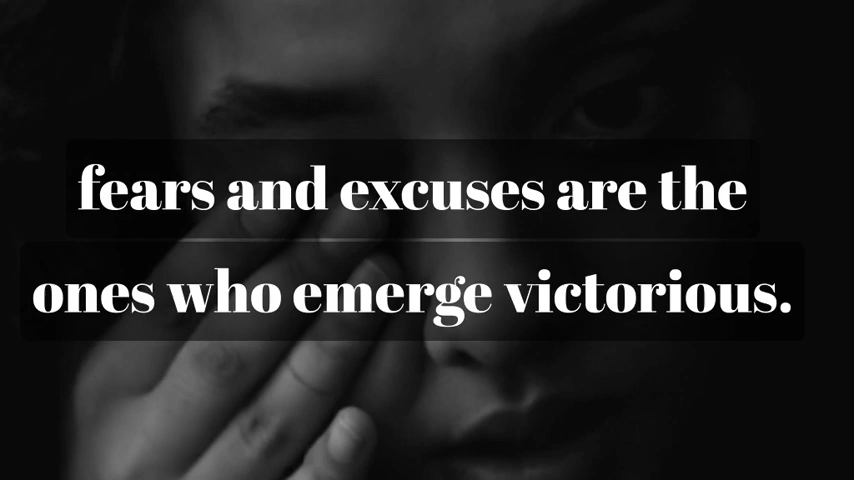 fears and excuses are the
ones who emerge victorious.